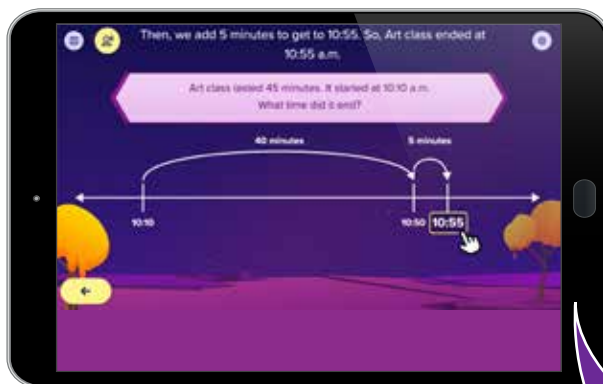 Then, we add 5 minutes to get to 10:55. So, Art class ended at
10:55 a.m.
Art class lasted 45 minutes. It started at 10:10 a.m.
What time did it end?
40 minutes
5 minutes
10:10
10:50
10:55